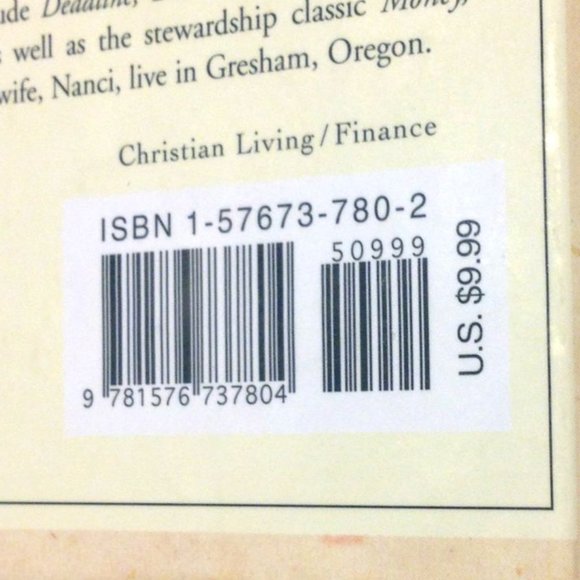 Deadline,
well as the stewardship classic Money,
wife, Nanci, live in Gresham, Oregon.
Christian Living/Finance
ISBN 1-57673-780-2
50999
9 781576 737804
U.S. $9.99